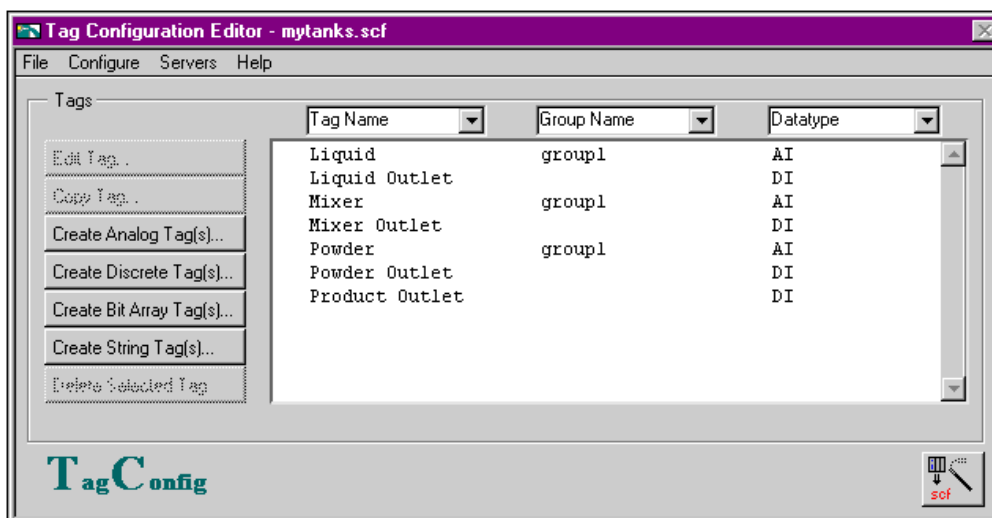 Tag Configuration Editor - mytanks.scf
File Configure Servers Help
Tags
Tag Name Group Name Datatype
Edit Tag...
Copy Tag...
Create Analog Tag(s)...
Create Discrete Tag(s)...
Create Bit Array Tag(s)...
Create String Tag(s)...
Delete Selected Tag
Liquid group1 AI
Liquid Outlet DI
Mixer group1 AI
Mixer Outlet DI
Powder group1 AI
Powder Outlet DI
Product Outlet DI
TagConfig
scf